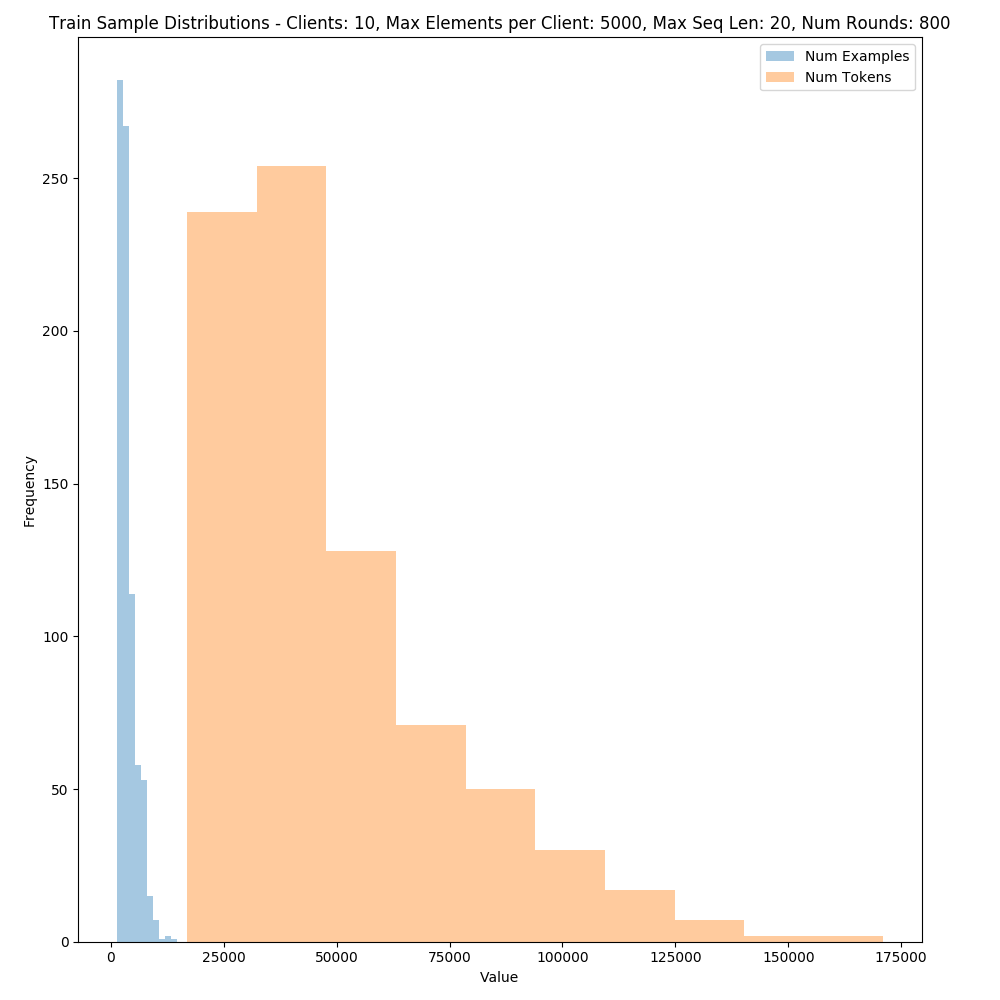 Train Sample Distributions - Clients: 10, Max Elements per Client: 5000, Max Seq Len: 20, Num Rounds: 800
Num Examples
Num Tokens
250
200
150
100
50
0
Frequency
0 25000 50000 75000 100000 125000 150000 175000
Value